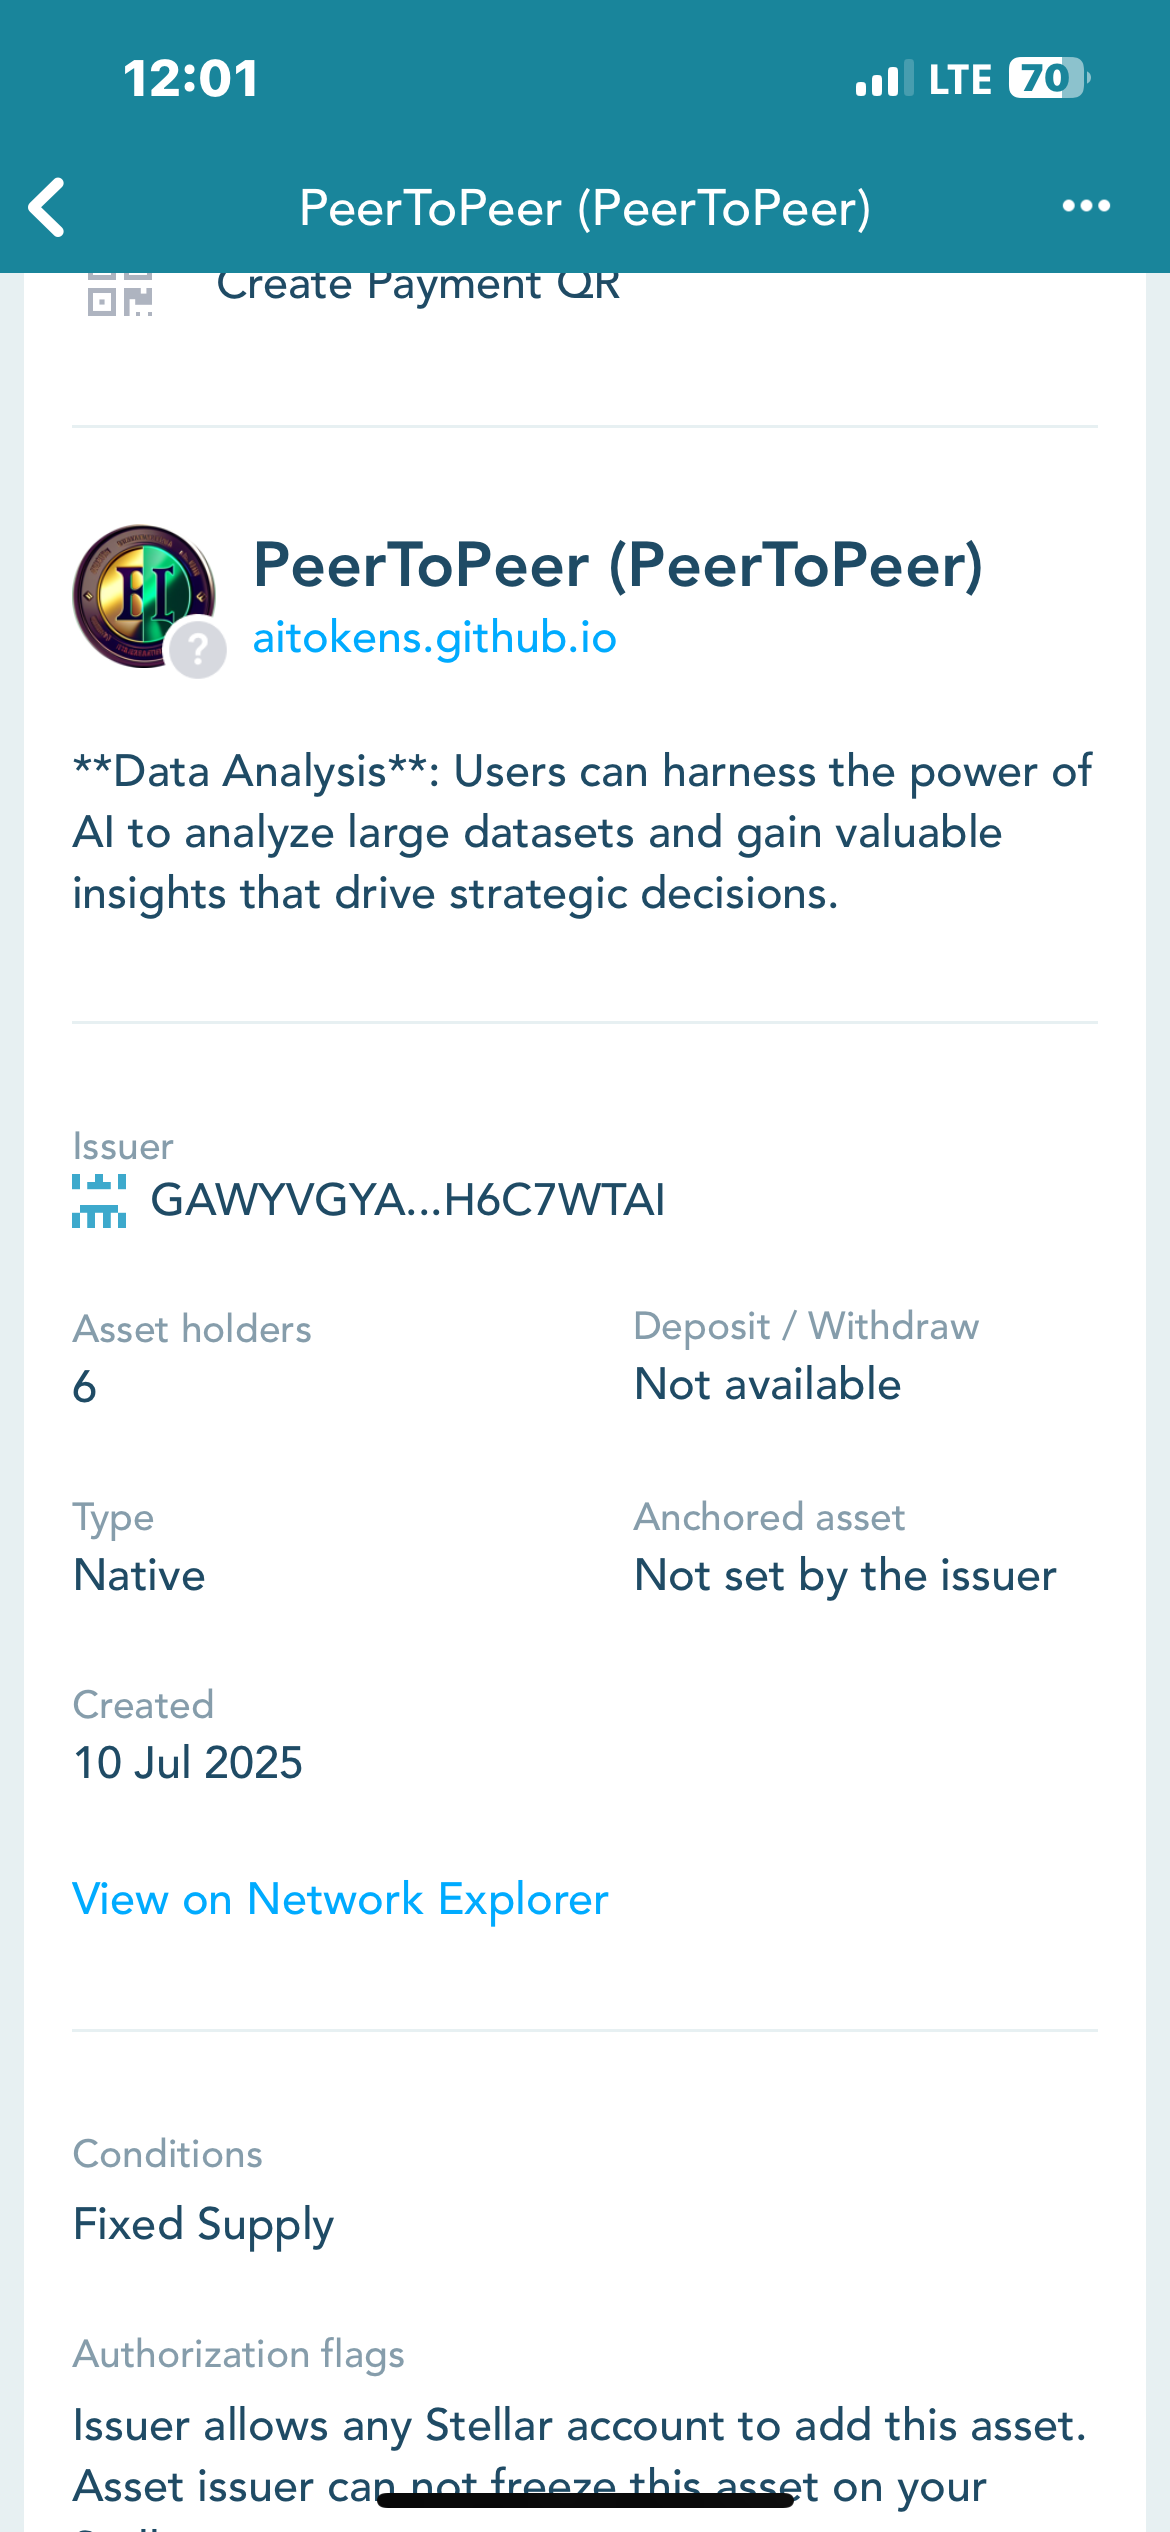 12:01
LTE 70
PeerToPeer (PeerToPeer)
Create Payment QR
PeerToPeer (PeerToPeer)
?
aitokens.github.io
**Data Analysis**: Users can harness the power of
AI to analyze large datasets and gain valuable
insights that drive strategic decisions.
Issuer
GAWYVGYA...H6C7WTAI
Asset holders
6
Deposit / Withdraw
Not available
Type
Native
Anchored asset
Not set by the issuer
Created
10 Jul 2025
View on Network Explorer
Conditions
Fixed Supply
Authorization flags
Issuer allows any Stellar account to add this asset.
Asset issuer can not freeze this asset on your